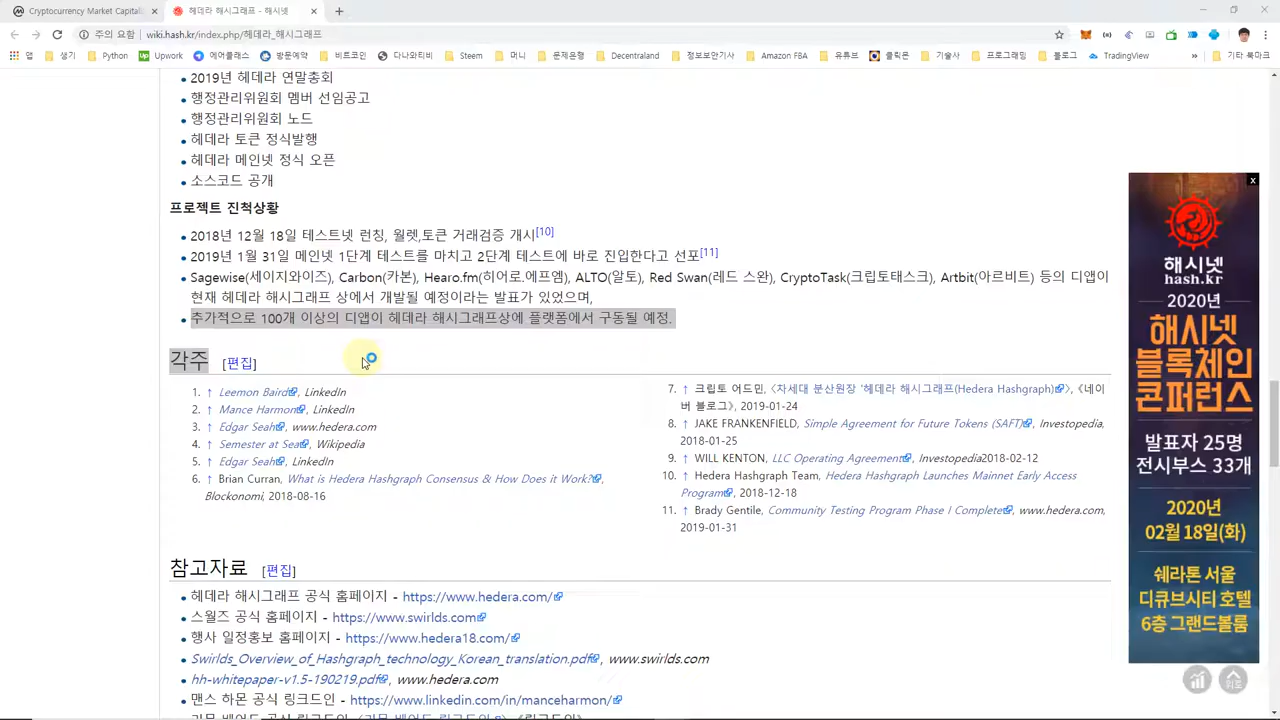 Cryptocurrency Market Capitali
헤데라 해시그래프 - 해시넷
주의 요함
wiki.hash.kr/index.php/헤데라_해시그래프
앱 생기 Python Upwork 에어클래스 방문예약 비트코인 다나와티비 Steem 머니 문제은행 Decentraland 정보보안기사 Amazon FBA 유튜브 클릭몬 기술사 프로그래밍 블로그 TradingView » 기타 북마크
2019년 헤데라 연말총회
행정관리위원회 멤버 선임공고
행정관리위원회 노드
헤데라 토큰 정식발행
헤데라 메인넷 정식 오픈
소스코드 공개
프로젝트 진척상황
2018년 12월 18일 테스트넷 런칭, 월렛,토큰 거래검증 개시[10]
2019년 1월 31일 메인넷 1단계 테스트를 마치고 2단계 테스트에 바로 진입한다고 선포[11]
Sagewise(세이지와이즈), Carbon(카본), Hearo.fm(히어로.에프엠), ALTO(알토), Red Swan(레드 스완), CryptoTask(크립토태스크), Artbit(아르비트) 등의 디앱이
현재 헤데라 해시그래프 상에서 개발될 예정이라는 발표가 있었으며,
추가적으로 100개 이상의 디앱이 헤데라 해시그래프상에 플랫폼에서 구동될 예정.
각주 [편집]
1. ↑ Leemon Baird, LinkedIn
2. ↑ Mance Harmon, LinkedIn
3. ↑ Edgar Seah, www.hedera.com
4. ↑ Semester at Sea, Wikipedia
5. ↑ Edgar Seah, LinkedIn
6. ↑ Brian Curran, What is Hedera Hashgraph Consensus & How Does it Work?,
Blockonomi, 2018-08-16
7. ↑ 크립토 어드민, 〈차세대 분산원장 '헤데라 해시그래프(Hedera Hashgraph)〉, 《네이
버 블로그》, 2019-01-24
8. ↑ JAKE FRANKENFIELD, Simple Agreement for Future Tokens (SAFT), Investopedia,
2018-01-25
9. ↑ WILL KENTON, LLC Operating Agreement, Investopedia2018-02-12
10. ↑ Hedera Hashgraph Team, Hedera Hashgraph Launches Mainnet Early Access
Program, 2018-12-18
11. ↑ Brady Gentile, Community Testing Program Phase I Complete, www.hedera.com,
2019-01-31
참고자료 [편집]
헤데라 해시그래프 공식 홈페이지 - https://www.hedera.com/
스월즈 공식 홈페이지 - https://www.swirlds.com
행사 일정홍보 홈페이지 - https://www.hedera18.com/
Swirlds_Overview_of_Hashgraph_technology_Korean_translation.pdf, www.swirlds.com
hh-whitepaper-v1.5-190219.pdf, www.hedera.com
맨스 하몬 공식 링크드인 - https://www.linkedin.com/in/manceharmon/
x
해시넷
hash.kr
2020년
해시넷
블록체인
콘퍼런스
발표자 25명
전시부스 33개
2020년
02월 18일(화)
쉐라톤 서울
디큐브시티 호텔
6층 그랜드볼룸
위로